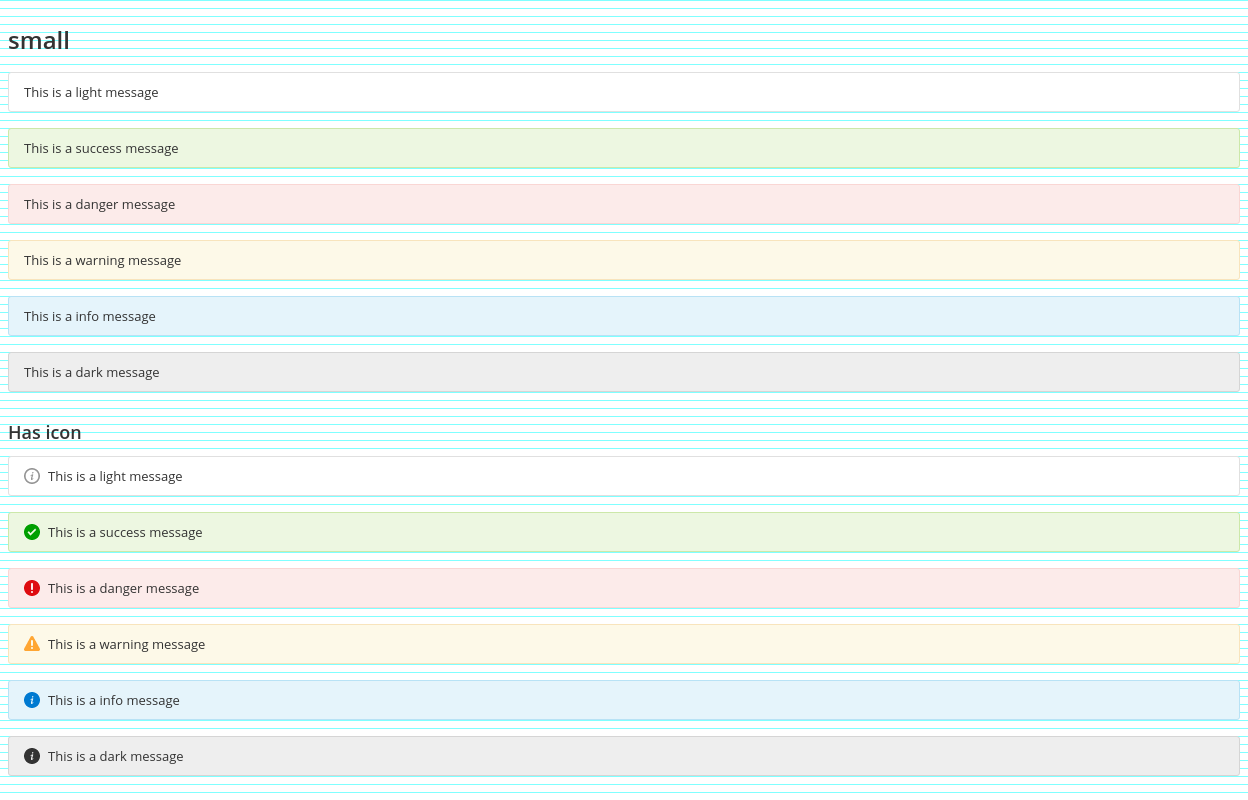 small
This is a light message
This is a success message
This is a danger message
This is a warning message
This is a info message
This is a dark message
Has icon
This is a light message
This is a success message
This is a danger message
This is a warning message
This is a info message
This is a dark message